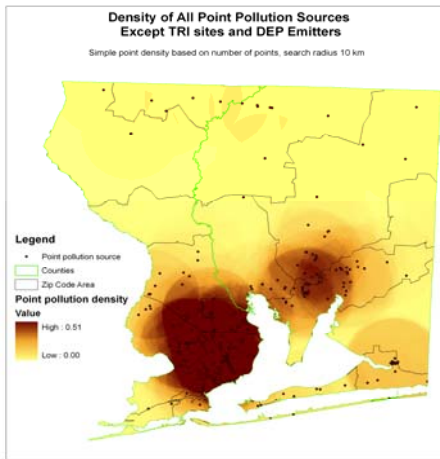 Density of All Point Pollution Sources
Except TRI sites and DEP Emitters
Simple point density based on number of points, search radius 10 km
Legend
Point pollution source
Counties
Zip Code Area
Point pollution density
Value
High : 0.51
Low : 0.00